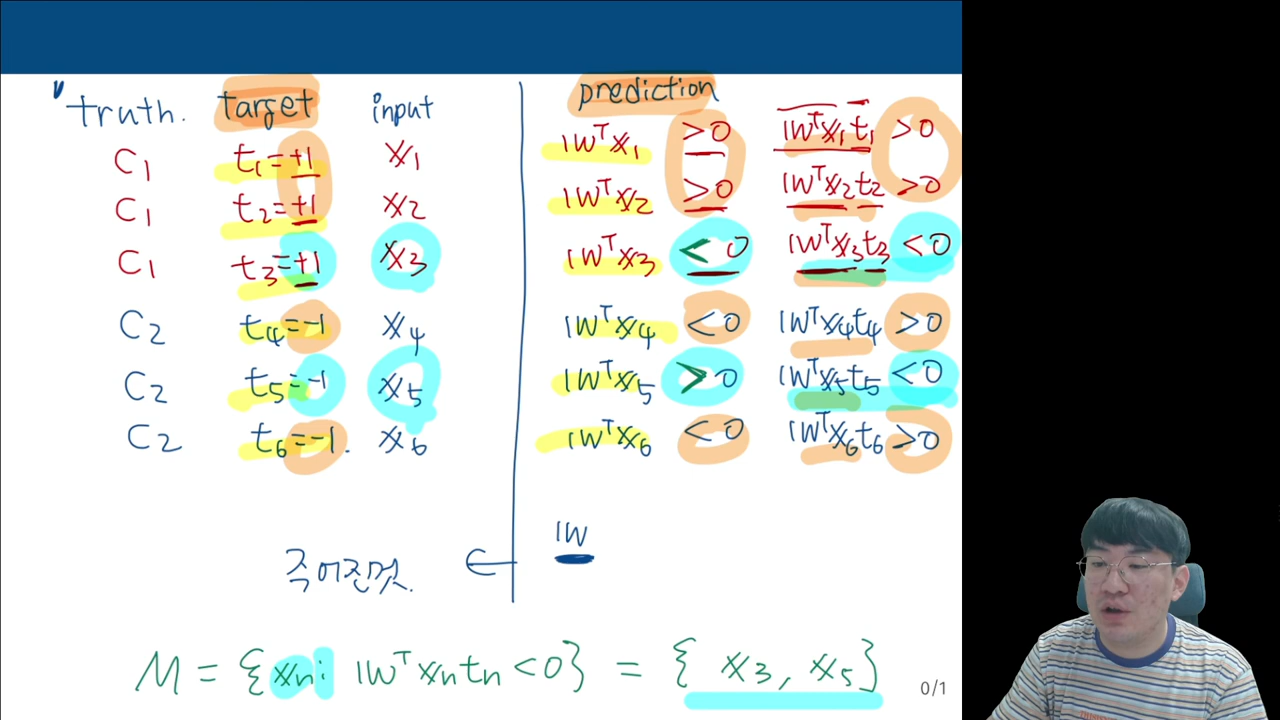 truth. target input prediction
C₁ t₁=+1 𝕩₁ 𝕨ᵀ𝕩₁ >0 𝕨ᵀ𝕩₁t₁ >0
C₁ t₂=+1 𝕩₂ 𝕨ᵀ𝕩₂ >0 𝕨ᵀ𝕩₂t₂ >0
C₁ t₃=+1 𝕩₃ 𝕨ᵀ𝕩₃ <0 𝕨ᵀ𝕩₃t₃ <0
C₂ t₄=-1 𝕩₄ 𝕨ᵀ𝕩₄ <0 𝕨ᵀ𝕩₄t₄ >0
C₂ t₅=-1 𝕩₅ 𝕨ᵀ𝕩₅ >0 𝕨ᵀ𝕩₅t₅ <0
C₂ t₆=-1. 𝕩₆ 𝕨ᵀ𝕩₆ <0 𝕨ᵀ𝕩₆t₆ >0
𝕨
주어진것.
M = {𝕩ₙ: 𝕨ᵀ𝕩ₙtₙ <0} = { 𝕩₃, 𝕩₅}
0/1